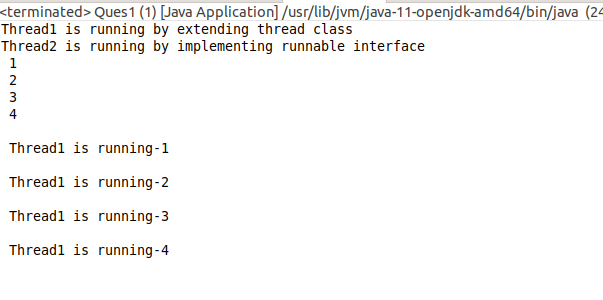 <terminated> Ques1 (1) [Java Application] /usr/lib/jvm/java-11-openjdk-amd64/bin/java (24
Thread1 is running by extending thread class
Thread2 is running by implementing runnable interface
1
2
3
4
Thread1 is running-1
Thread1 is running-2
Thread1 is running-3
Thread1 is running-4